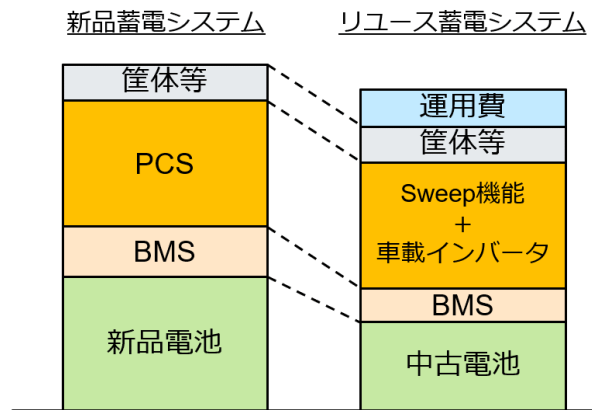 新品蓄電システム
筐体等
PCS
BMS
新品電池
リユース蓄電システム
運用費
筐体等
Sweep機能
+
車載インバータ
BMS
中古電池